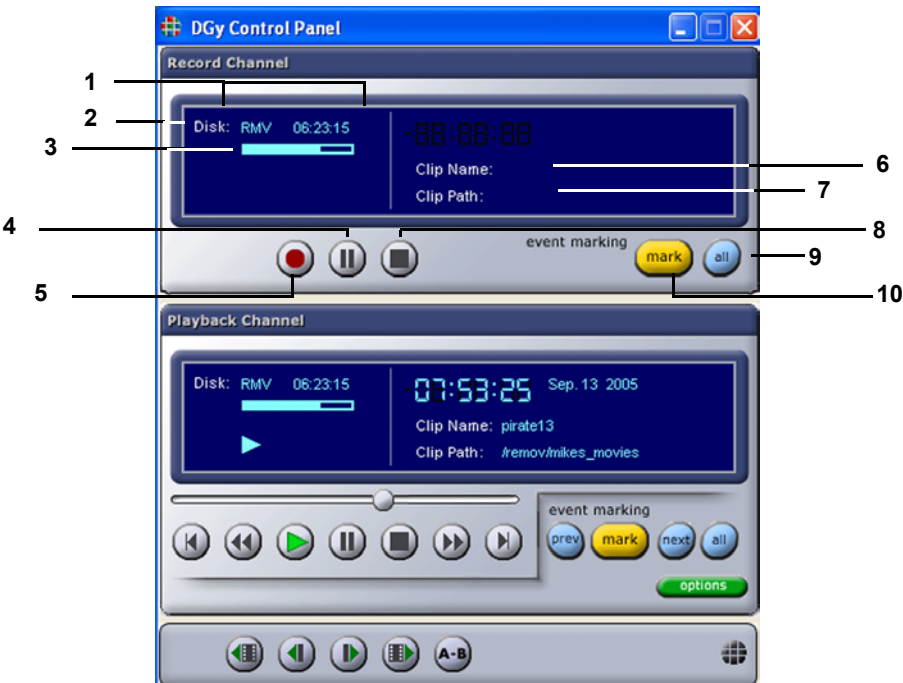 DGy Control Panel
Record Channel
1
2
Disk: RMV 06:23:15
3
-88:88:88
Clip Name:
6
Clip Path:
7
4
8
event marking
mark
all
9
5
10
Playback Channel
Disk: RMV 06:23:15
07:53:25 Sep. 13 2005
Clip Name: pirate13
Clip Path: /remov/mikes_movies
event marking
prev
mark
next
all
options
A-B